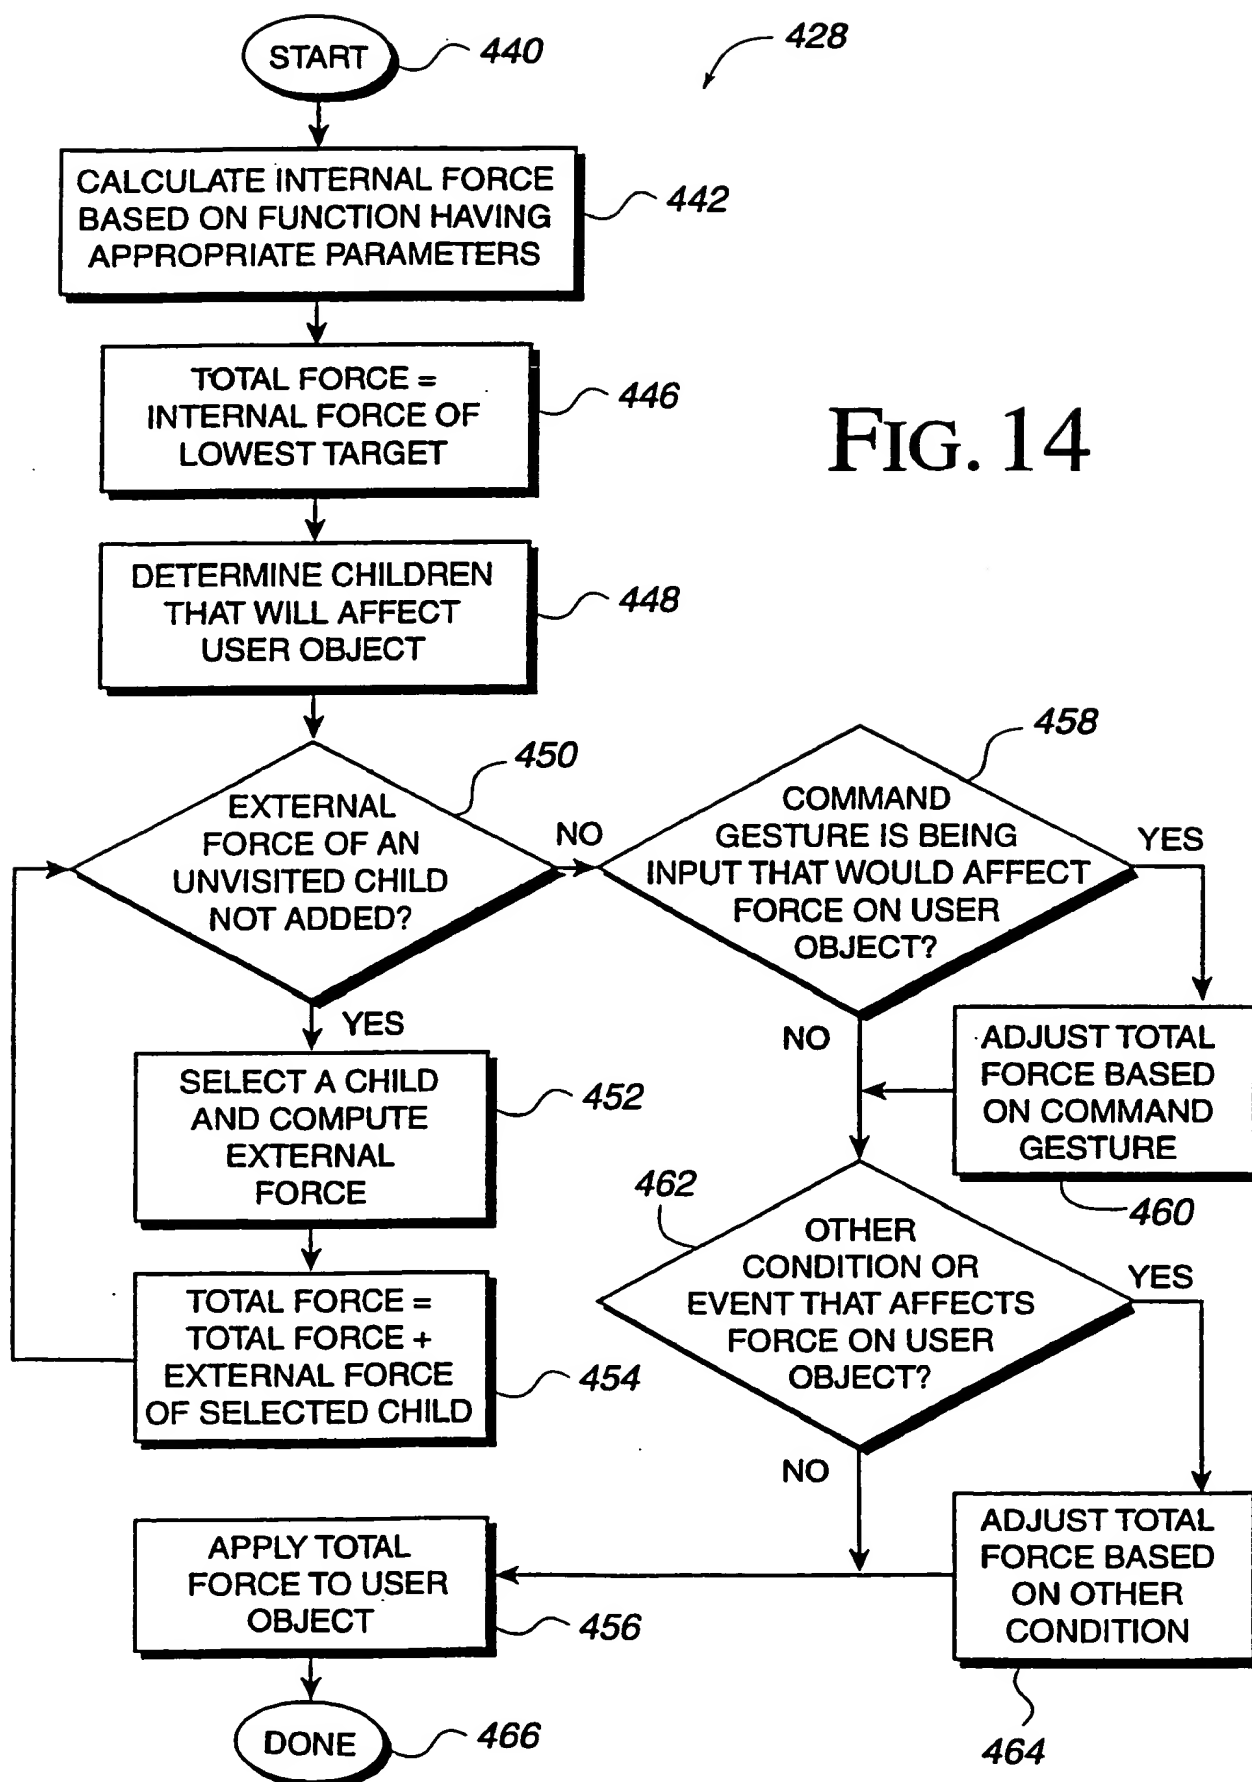 START
440
428
CALCULATE INTERNAL FORCE
BASED ON FUNCTION HAVING
APPROPRIATE PARAMETERS
442
TOTAL FORCE =
INTERNAL FORCE OF
LOWEST TARGET
446
FIG. 14
DETERMINE CHILDREN
THAT WILL AFFECT
USER OBJECT
448
EXTERNAL
FORCE OF AN
UNVISITED CHILD
NOT ADDED?
450
NO
YES
COMMAND
GESTURE IS BEING
INPUT THAT WOULD AFFECT
FORCE ON USER
OBJECT?
458
YES
NO
SELECT A CHILD
AND COMPUTE
EXTERNAL
FORCE
452
ADJUST TOTAL
FORCE BASED
ON COMMAND
GESTURE
460
TOTAL FORCE =
TOTAL FORCE +
EXTERNAL FORCE
OF SELECTED CHILD
454
462
OTHER
CONDITION OR
EVENT THAT AFFECTS
FORCE ON USER
OBJECT?
YES
NO
APPLY TOTAL
FORCE TO USER
OBJECT
456
ADJUST TOTAL
FORCE BASED
ON OTHER
CONDITION
464
DONE
466